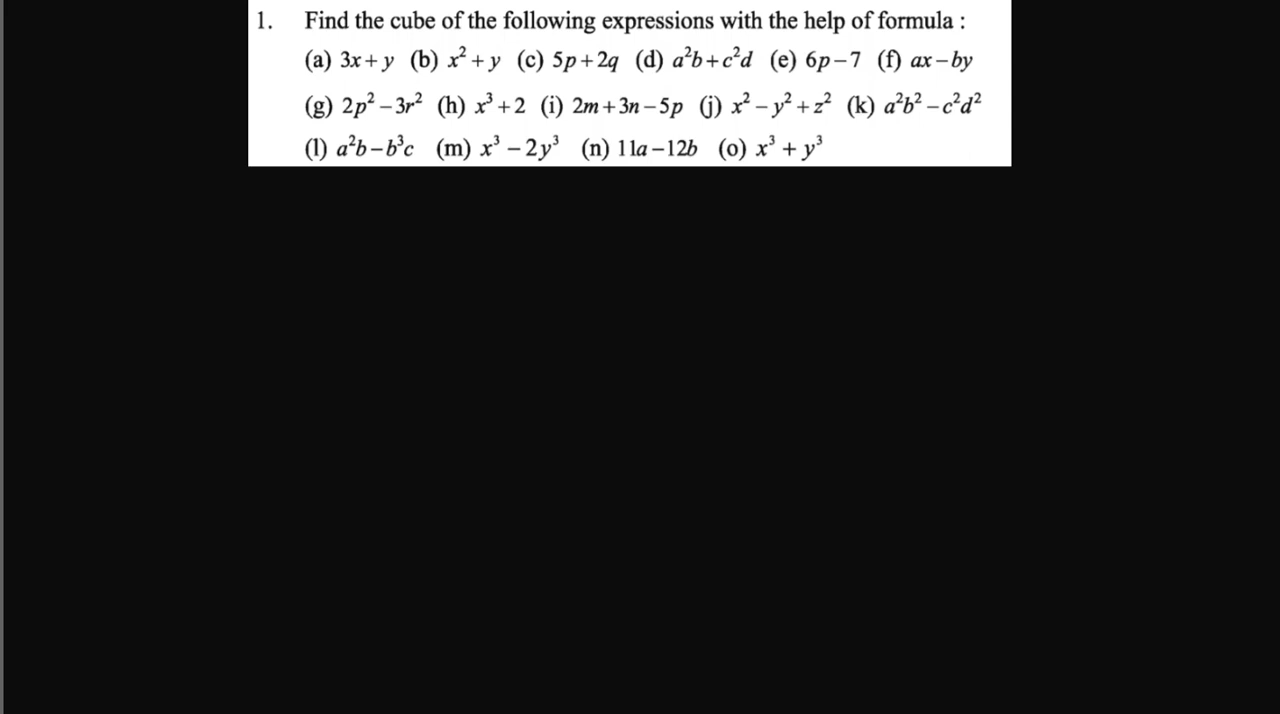 1. Find the cube of the following expressions with the help of formula :
(a) 3x+y (b) x²+y (c) 5p+2q (d) a²b+c²d (e) 6p−7 (f) ax−by
(g) 2p²−3r² (h) x³+2 (i) 2m+3n−5p (j) x²−y²+z² (k) a²b²−c²d²
(l) a²b−b³c (m) x³−2y³ (n) 11a−12b (o) x³+y³